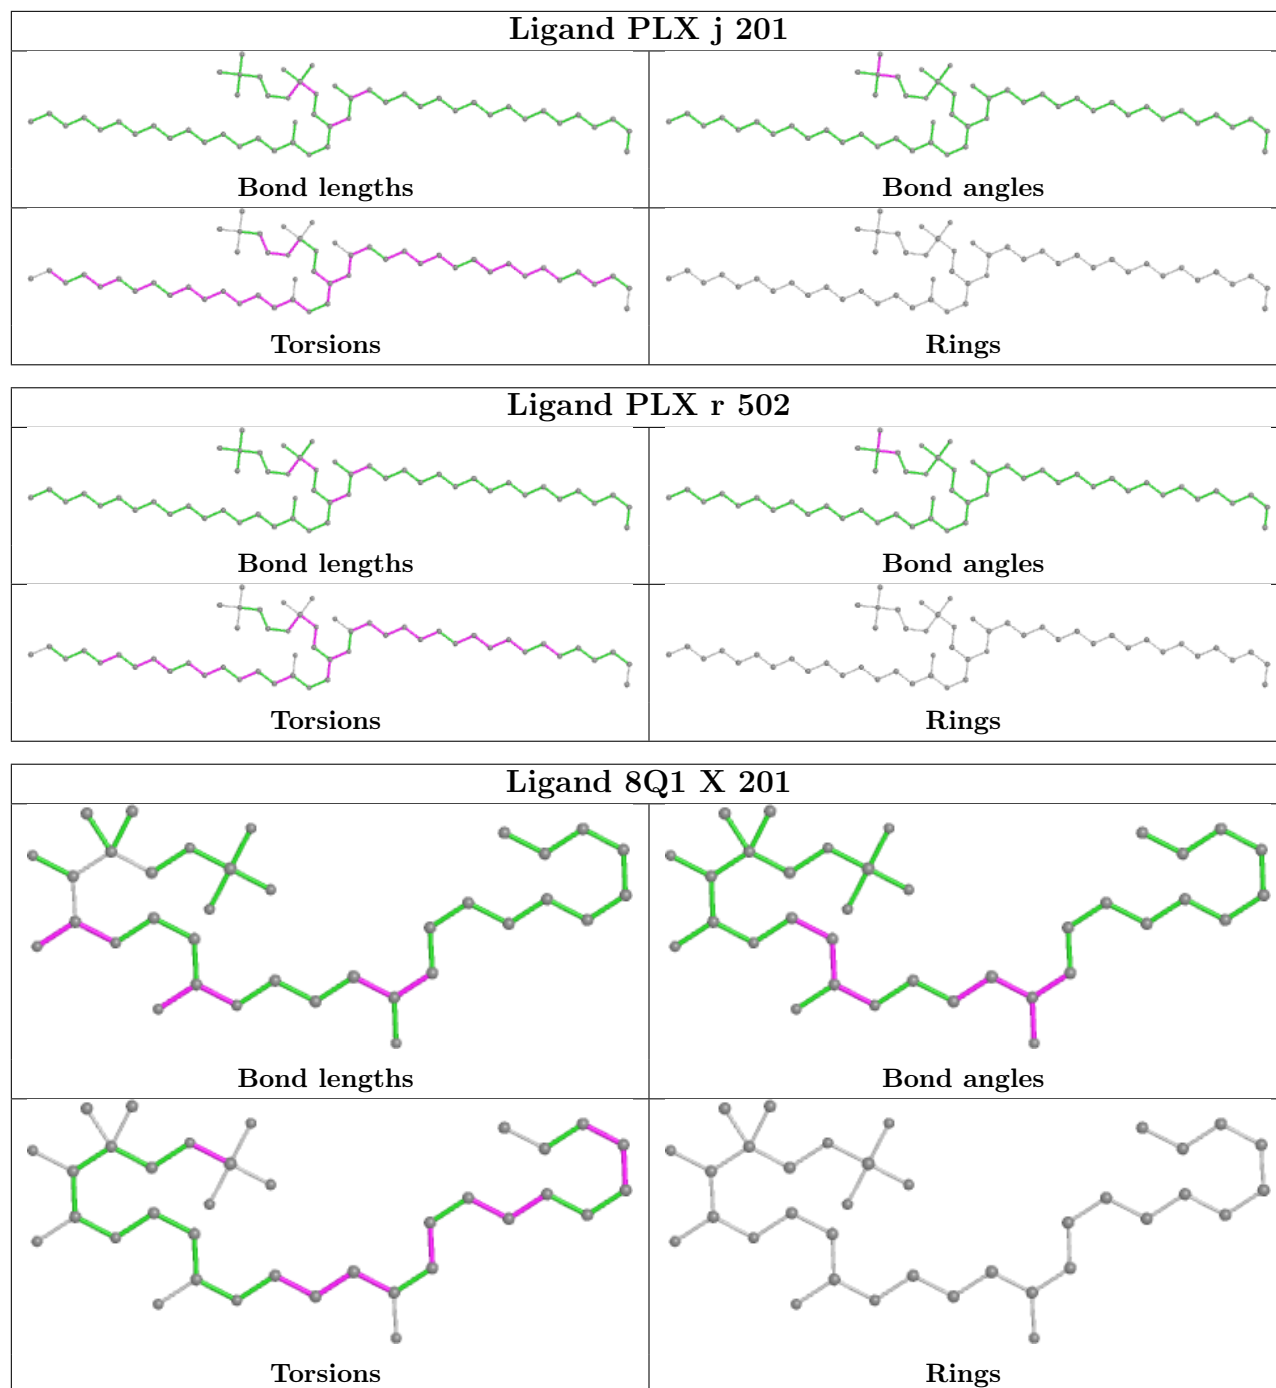 Ligand PLX j 201
Bond lengths
Bond angles
Torsions
Rings
Ligand PLX r 502
Bond lengths
Bond angles
Torsions
Rings
Ligand 8Q1 X 201
Bond lengths
Bond angles
Torsions
Rings